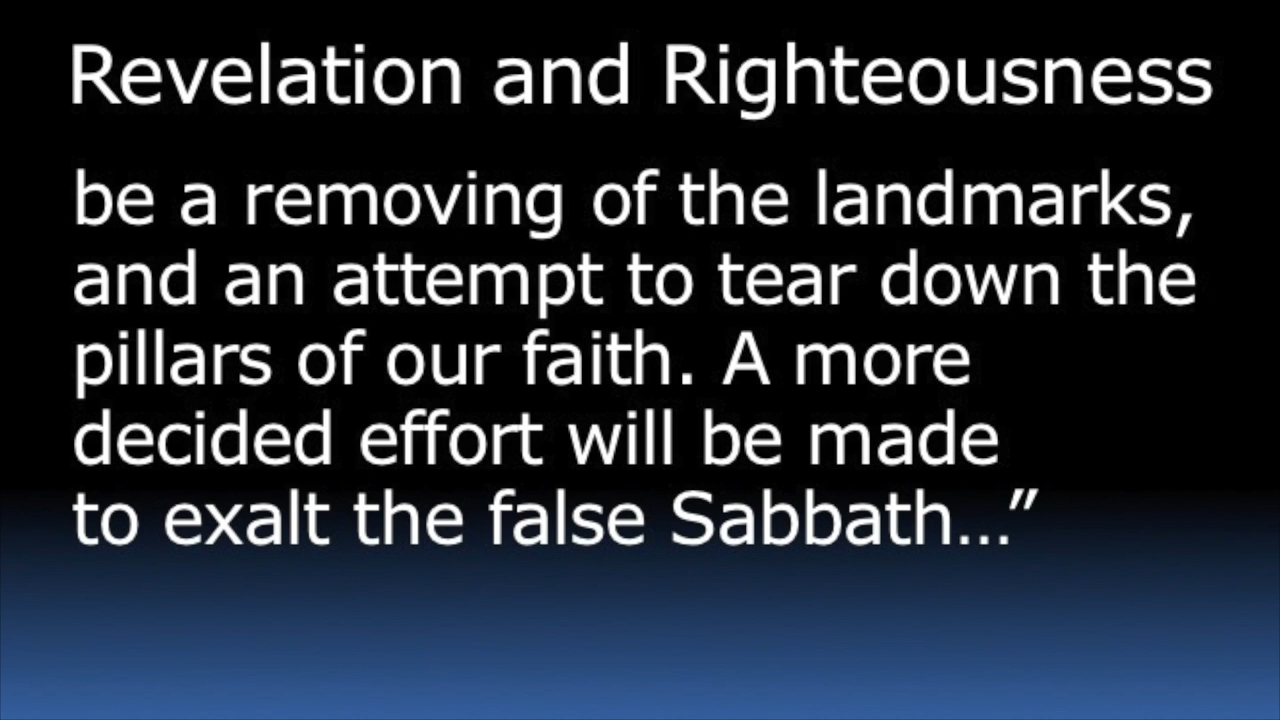 Revelation and Righteousness
be a removing of the landmarks,
and an attempt to tear down the
pillars of our faith. A more
decided effort will be made
to exalt the false Sabbath…”